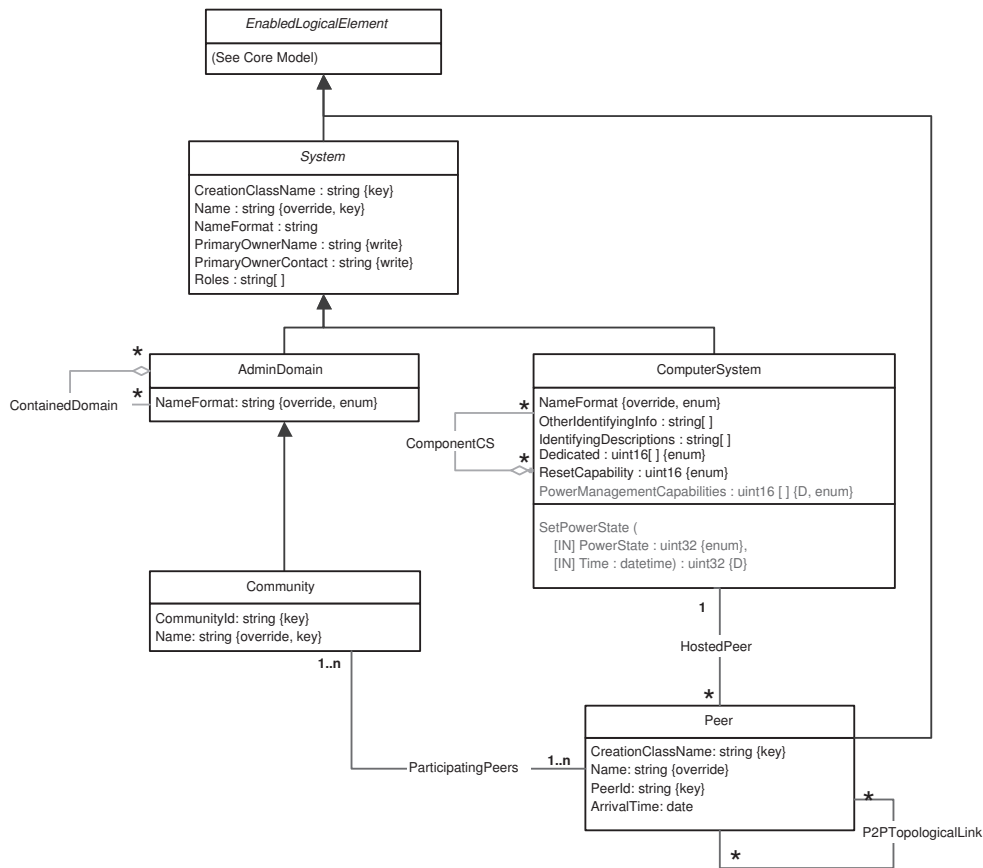 EnabledLogicalElement
(See Core Model)
System
CreationClassName : string {key}
Name : string {override, key}
NameFormat : string
PrimaryOwnerName : string {write}
PrimaryOwnerContact : string {write}
Roles : string[ ]
*
AdminDomain
NameFormat: string {override, enum}
*
ContainedDomain
ComputerSystem
NameFormat {override, enum}
OtherIdentifyingInfo : string[ ]
IdentifyingDescriptions : string[ ]
Dedicated : uint16[ ] {enum}
ResetCapability : uint16 {enum}
PowerManagementCapabilities : uint16 [ ] {D, enum}
SetPowerState (
[IN] PowerState : uint32 {enum},
[IN] Time : datetime) : uint32 {D}
*
ComponentCS
*
Community
CommunityId: string {key}
Name: string {override, key}
1..n
1
HostedPeer
*
Peer
CreationClassName: string {key}
Name: string {override}
PeerId: string {key}
ArrivalTime: date
1..n
ParticipatingPeers
*
P2PTopologicalLink
*